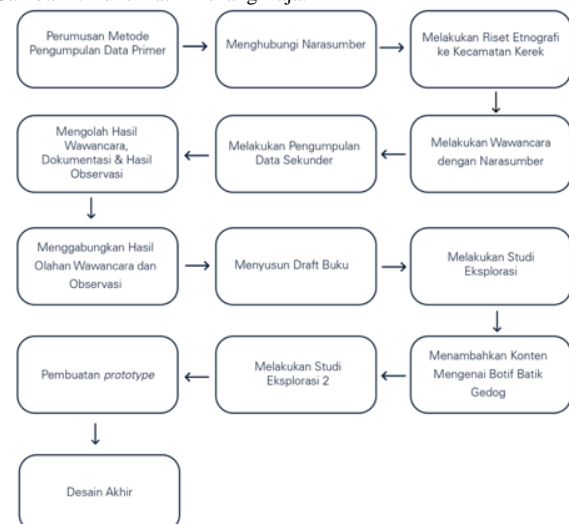 Perumusan Metode
Pengumpulan Data Primer
Menghubungi Narasumber
Melakukan Riset Etnografi
ke Kecamatan Kerek
Melakukan Wawancara
dengan Narasumber
Melakukan Pengumpulan
Data Sekunder
Mengolah Hasil
Wawancara,
Dokumentasi & Hasil
Observasi
Menggabungkan Hasil
Olahan Wawancara dan
Observasi
Menyusun Draft Buku
Melakukan Studi
Eksplorasi
Menambahkan Konten
Mengenai Botif Batik
Gedog
Melakukan Studi
Eksplorasi 2
Pembuatan prototype
Desain Akhir